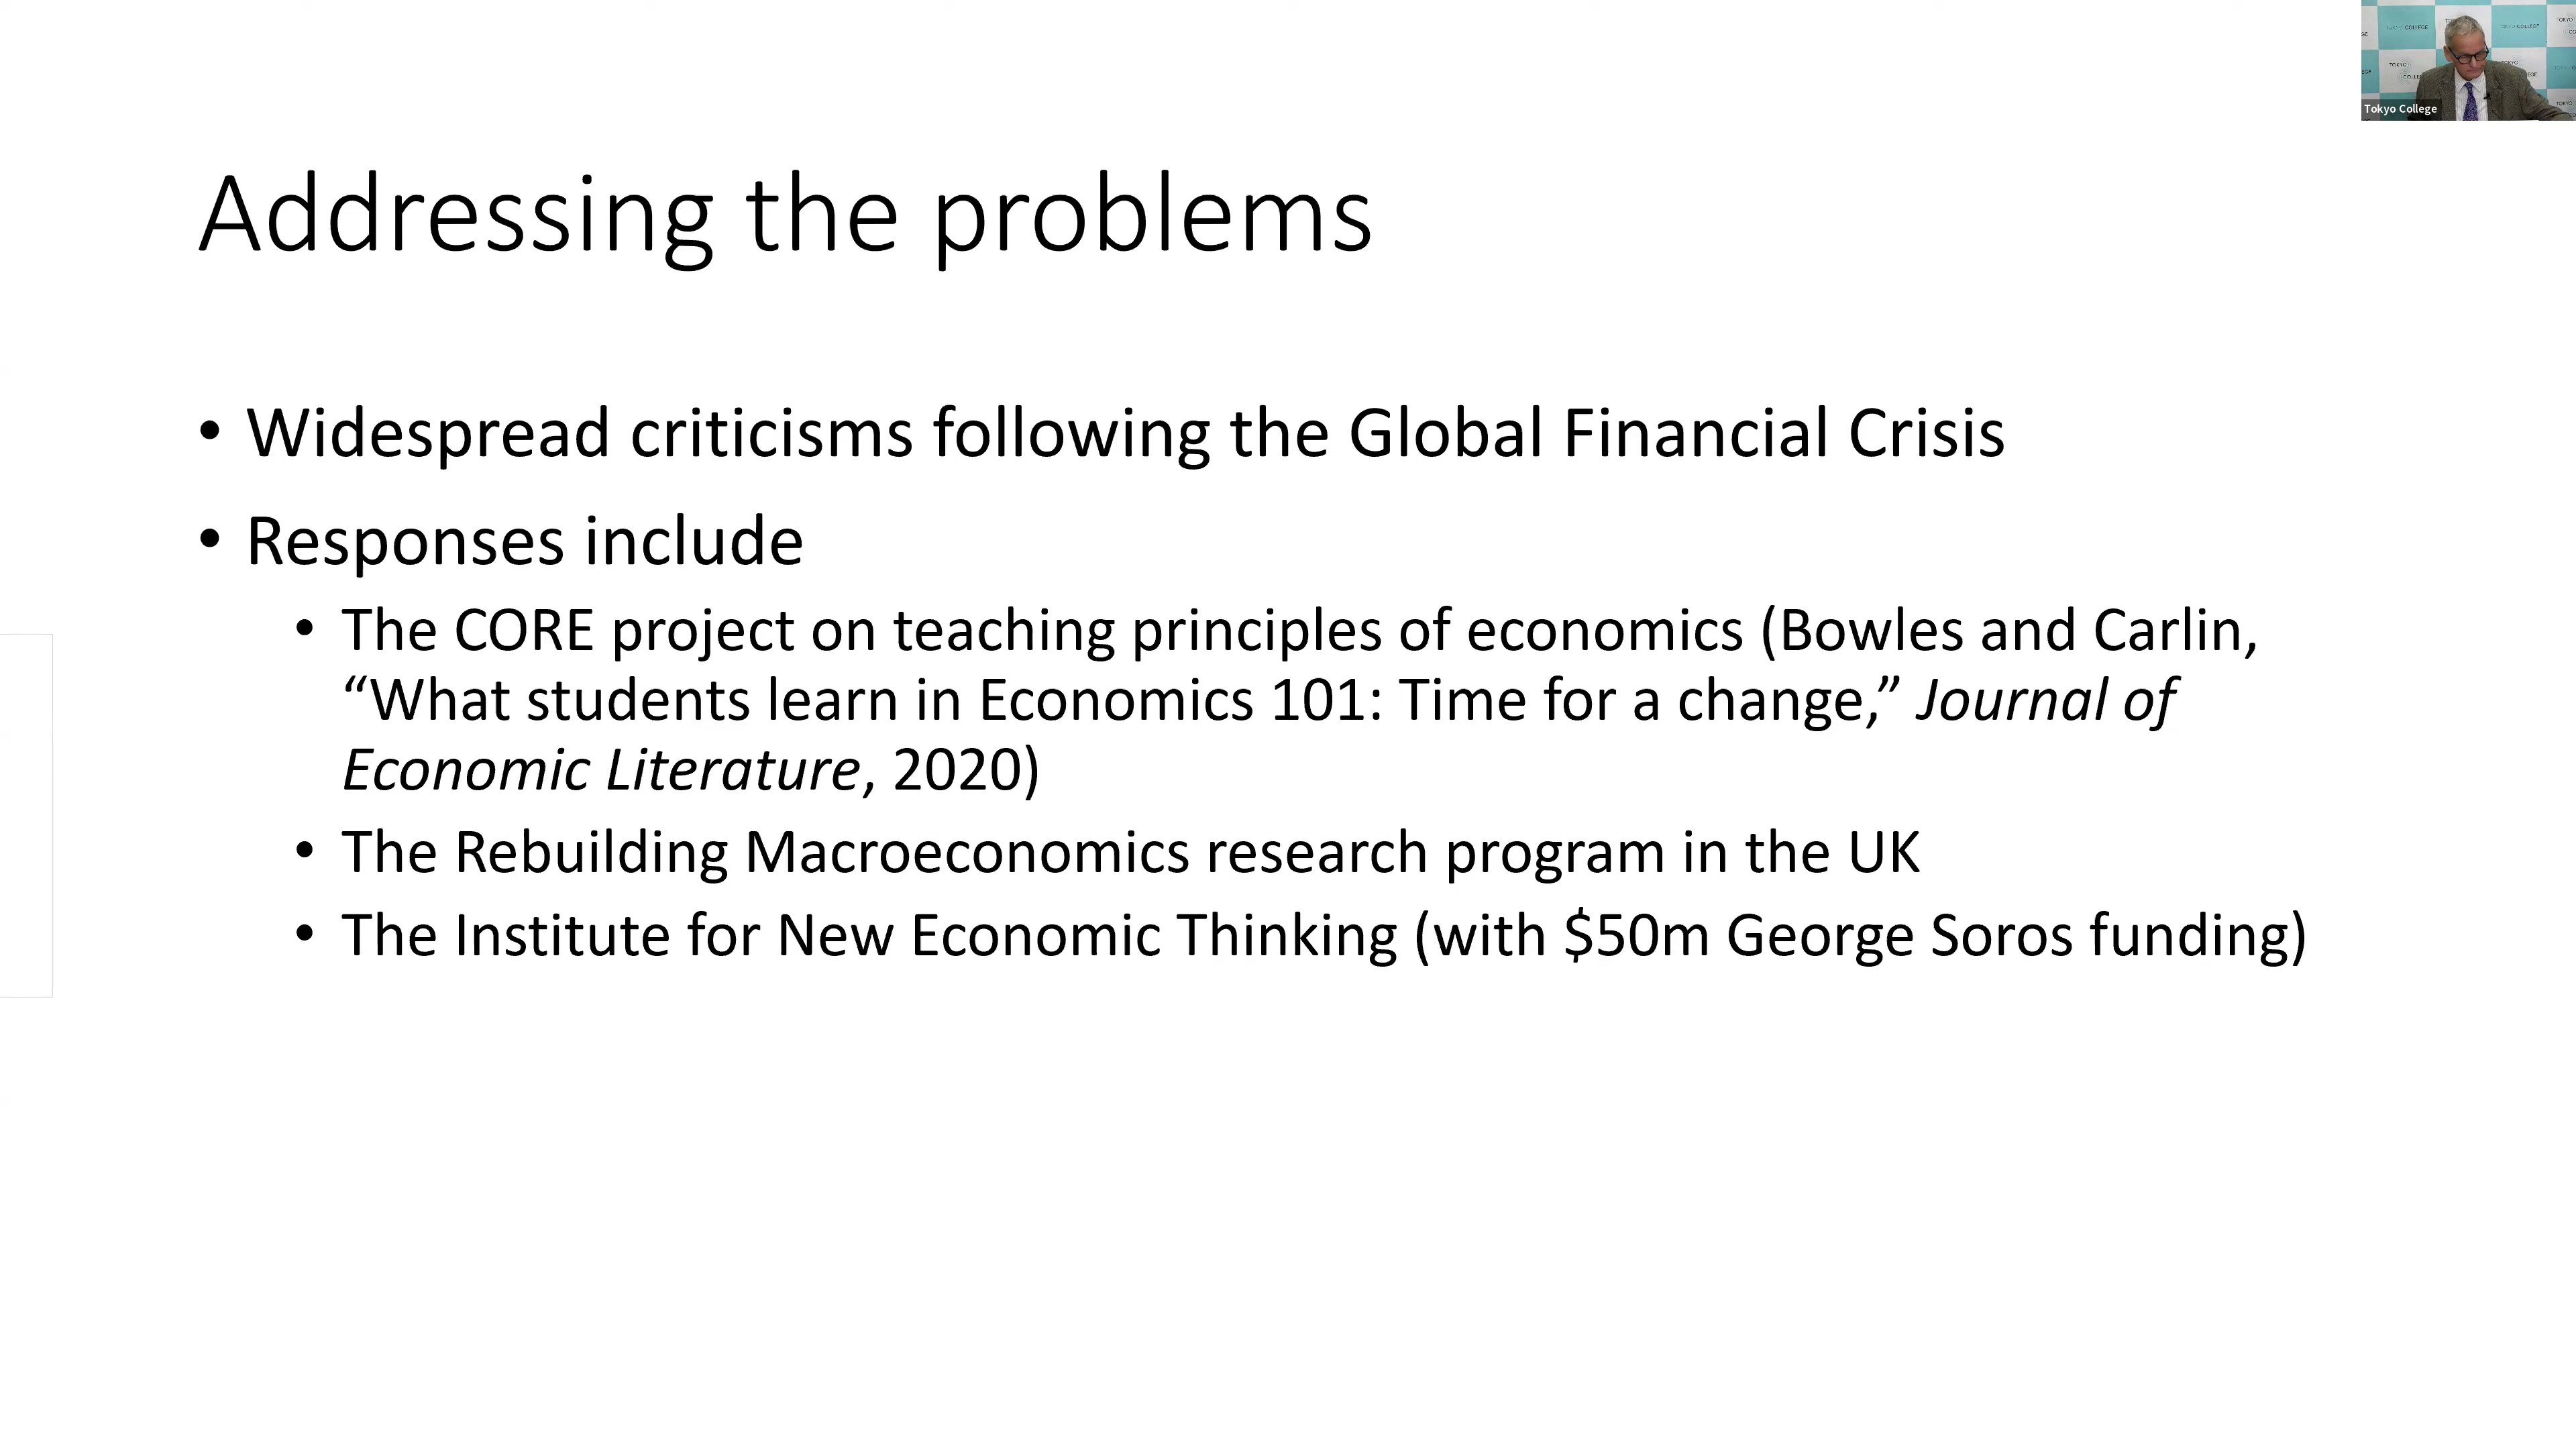 Addressing the problems
• Widespread criticisms following the Global Financial Crisis
• Responses include
• The CORE project on teaching principles of economics (Bowles and Carlin,
“What students learn in Economics 101: Time for a change,” Journal of
Economic Literature, 2020)
• The Rebuilding Macroeconomics research program in the UK
• The Institute for New Economic Thinking (with $50m George Soros funding)
Tokyo College